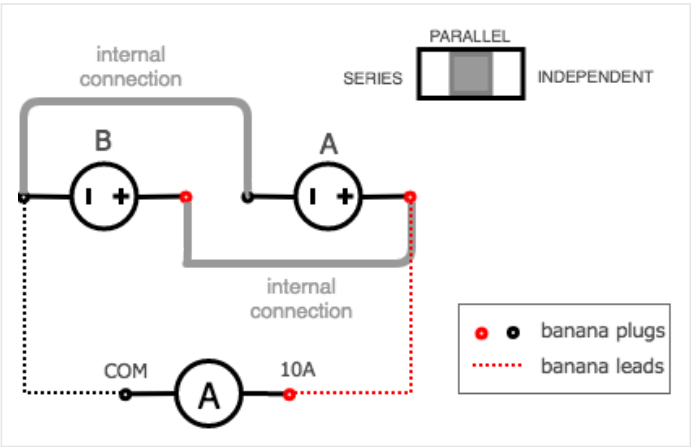 PARALLEL
internal
connection
SERIES
INDEPENDENT
B
A
internal
connection
banana plugs
COM
10A
banana leads
A